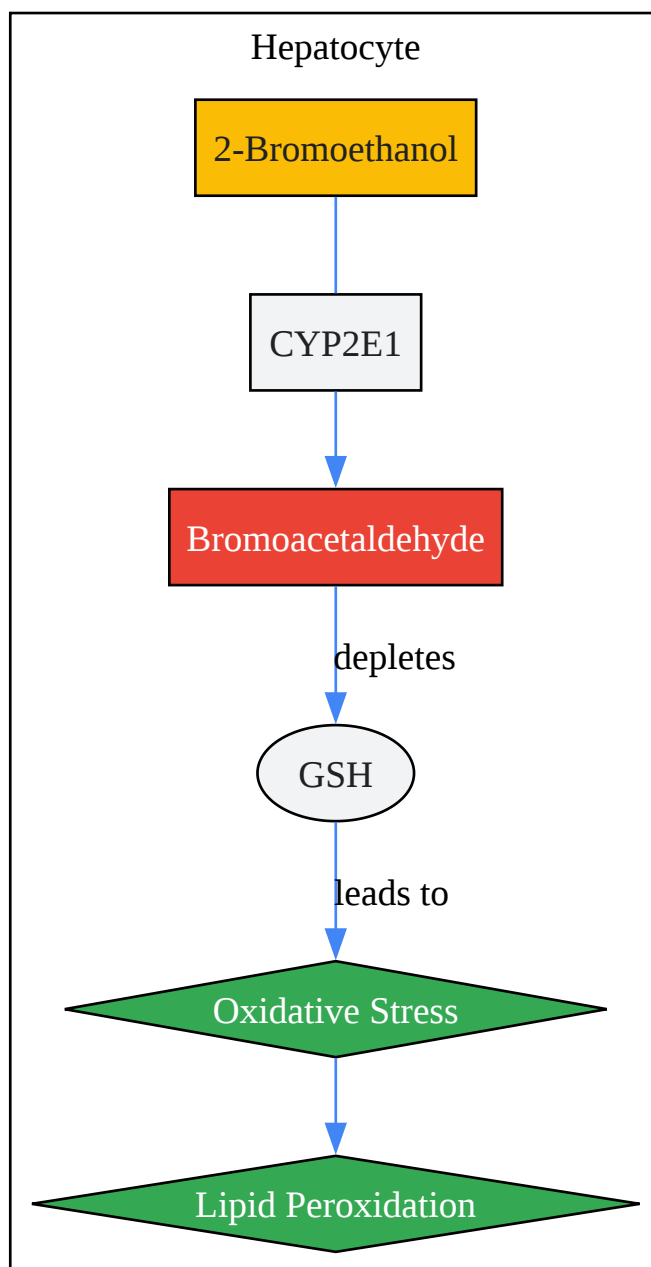 Hepatocyte
2-Bromoethanol
CYP2E1
Bromoacetaldehyde
depletes
GSH
leads to
Oxidative Stress
Lipid Peroxidation